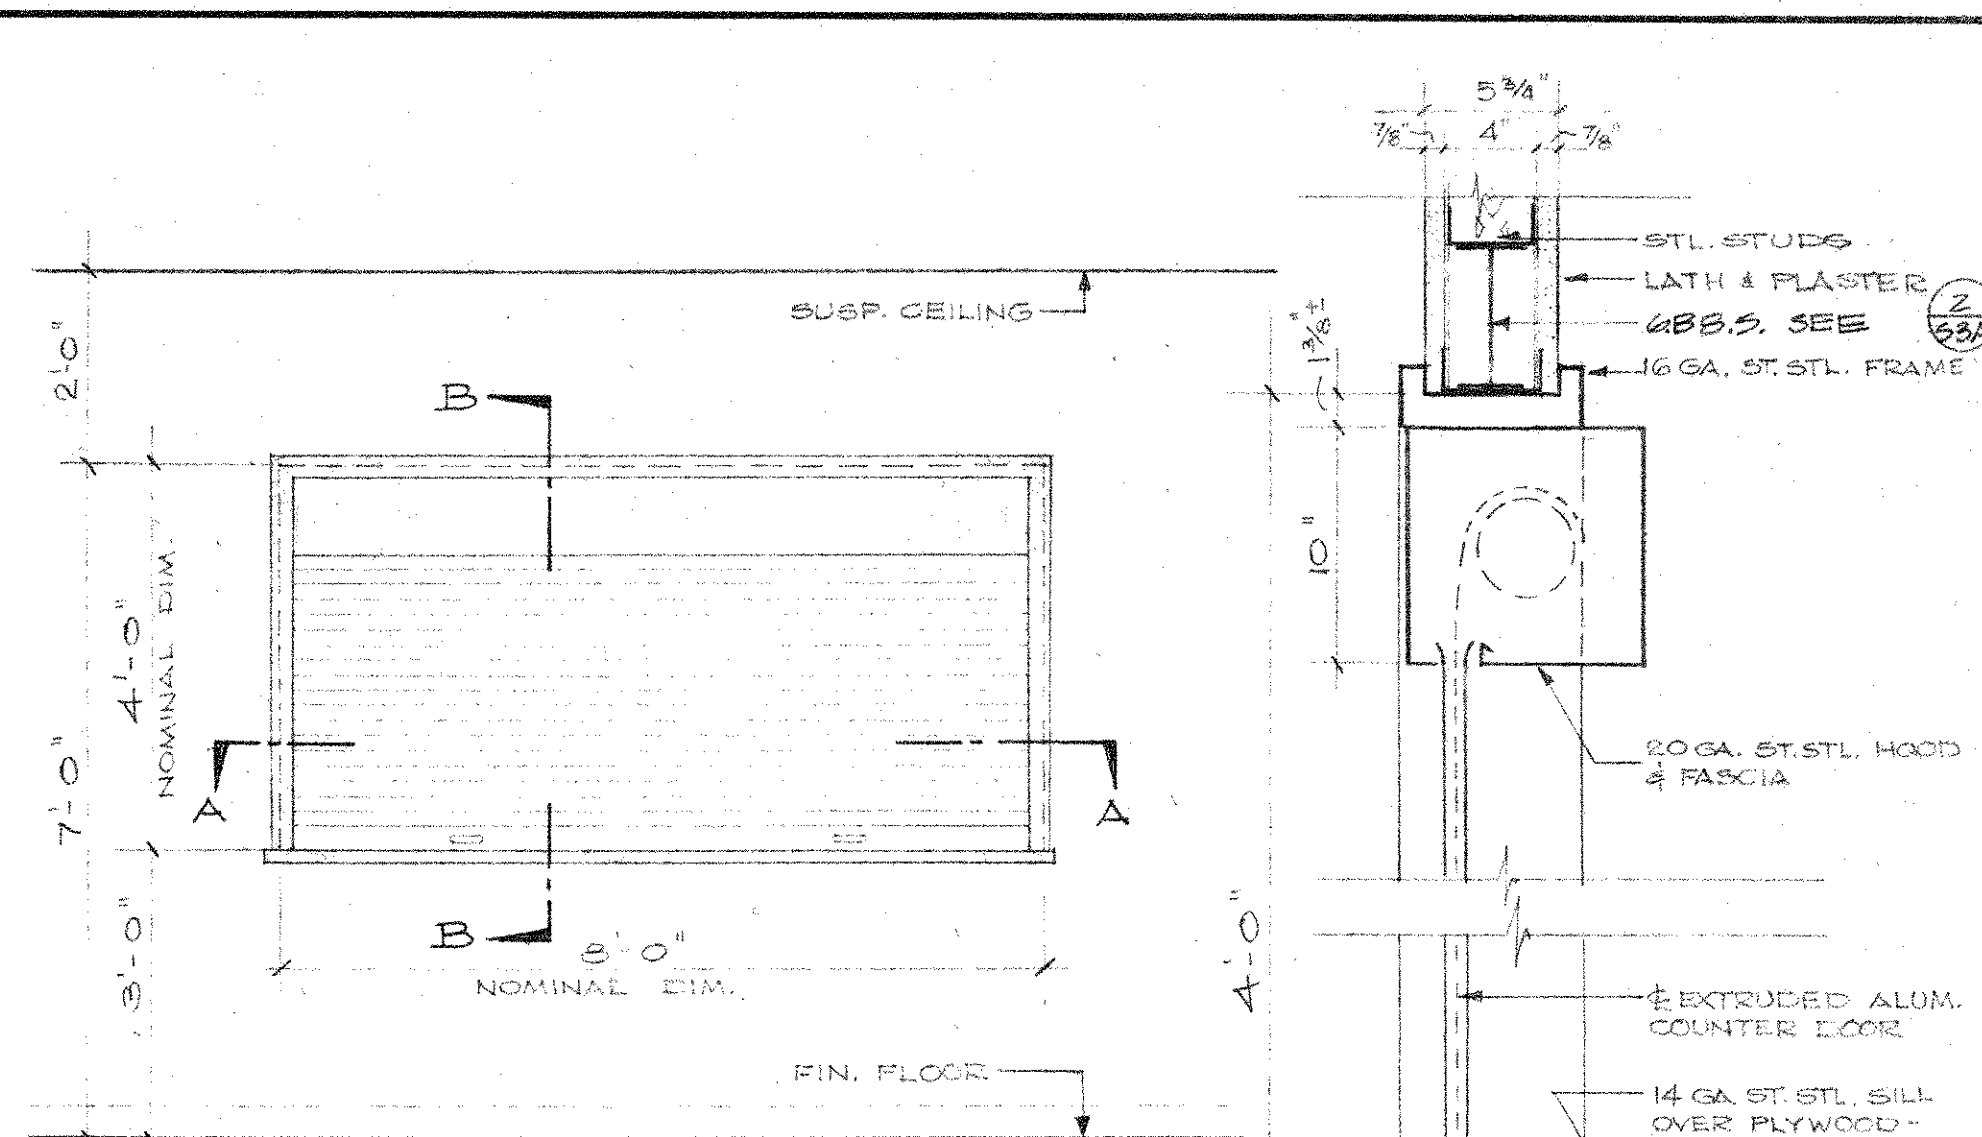 5 3/4"
7/8"
4"
7/8"
STL. STUDS
SUSP. CEILING
LATH & PLASTER
2
53A
6B8.5. SEE
1 3/8" ±
16 GA. ST. STL. FRAME
2'-0"
B
10"
NOMINAL DIM.
4'-0"
7'-0"
A
A
20 GA. ST. STL. HOOD
& FASCIA
3'-0"
B
8'-0"
NOMINAL DIM.
4'-0"
℄ EXTRUDED ALUM.
COUNTER DOOR
FIN. FLOOR
14 GA. ST. STL. SILL
OVER PLYWOOD-